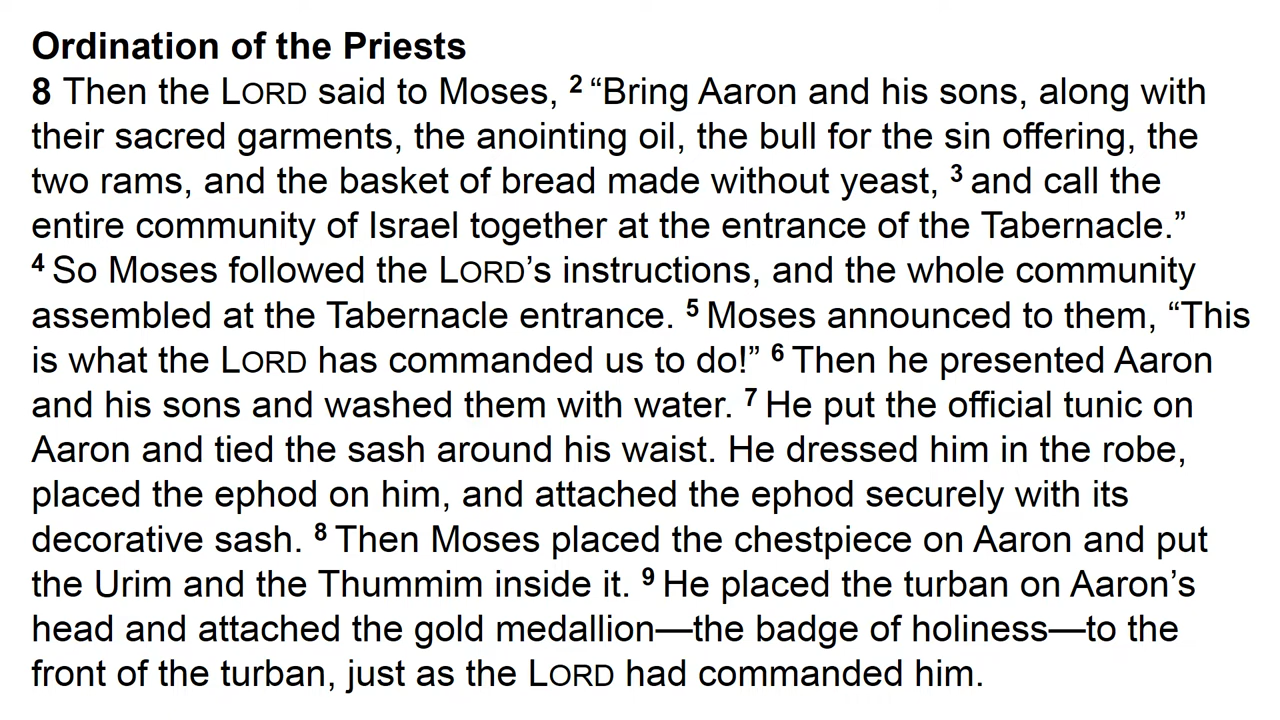 Ordination of the Priests
8 Then the LORD said to Moses, 2 “Bring Aaron and his sons, along with
their sacred garments, the anointing oil, the bull for the sin offering, the
two rams, and the basket of bread made without yeast, 3 and call the
entire community of Israel together at the entrance of the Tabernacle.”
4 So Moses followed the LORD’s instructions, and the whole community
assembled at the Tabernacle entrance. 5 Moses announced to them, “This
is what the LORD has commanded us to do!” 6 Then he presented Aaron
and his sons and washed them with water. 7 He put the official tunic on
Aaron and tied the sash around his waist. He dressed him in the robe,
placed the ephod on him, and attached the ephod securely with its
decorative sash. 8 Then Moses placed the chestpiece on Aaron and put
the Urim and the Thummim inside it. 9 He placed the turban on Aaron’s
head and attached the gold medallion—the badge of holiness—to the
front of the turban, just as the LORD had commanded him.